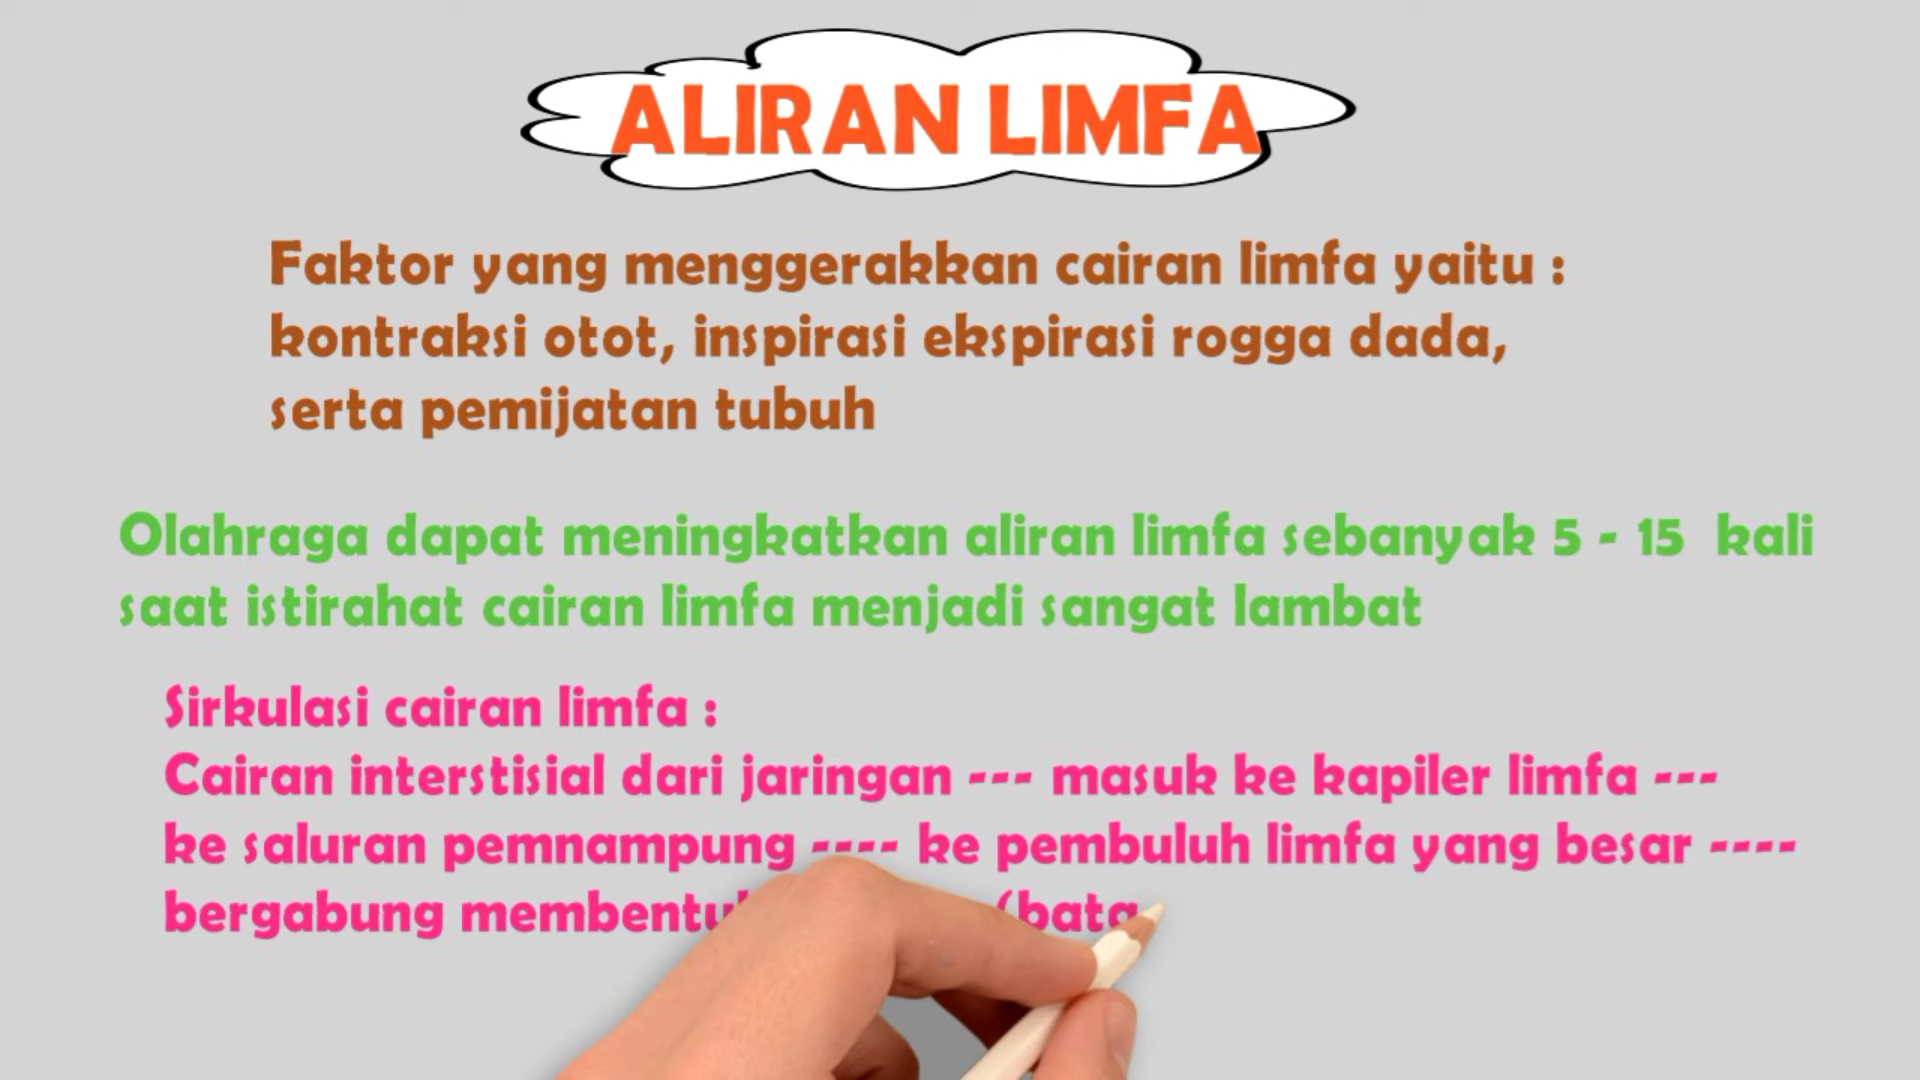 ALIRAN LIMFA
Faktor yang menggerakkan cairan limfa yaitu :
kontraksi otot, inspirasi ekspirasi rogga dada,
serta pemijatan tubuh
Olahraga dapat meningkatkan aliran limfa sebanyak 5 - 15 kali
saat istirahat cairan limfa menjadi sangat lambat
Sirkulasi cairan limfa :
Cairan interstisial dari jaringan --- masuk ke kapiler limfa ---
ke saluran pemnampung ---- ke pembuluh limfa yang besar ----
bergabung